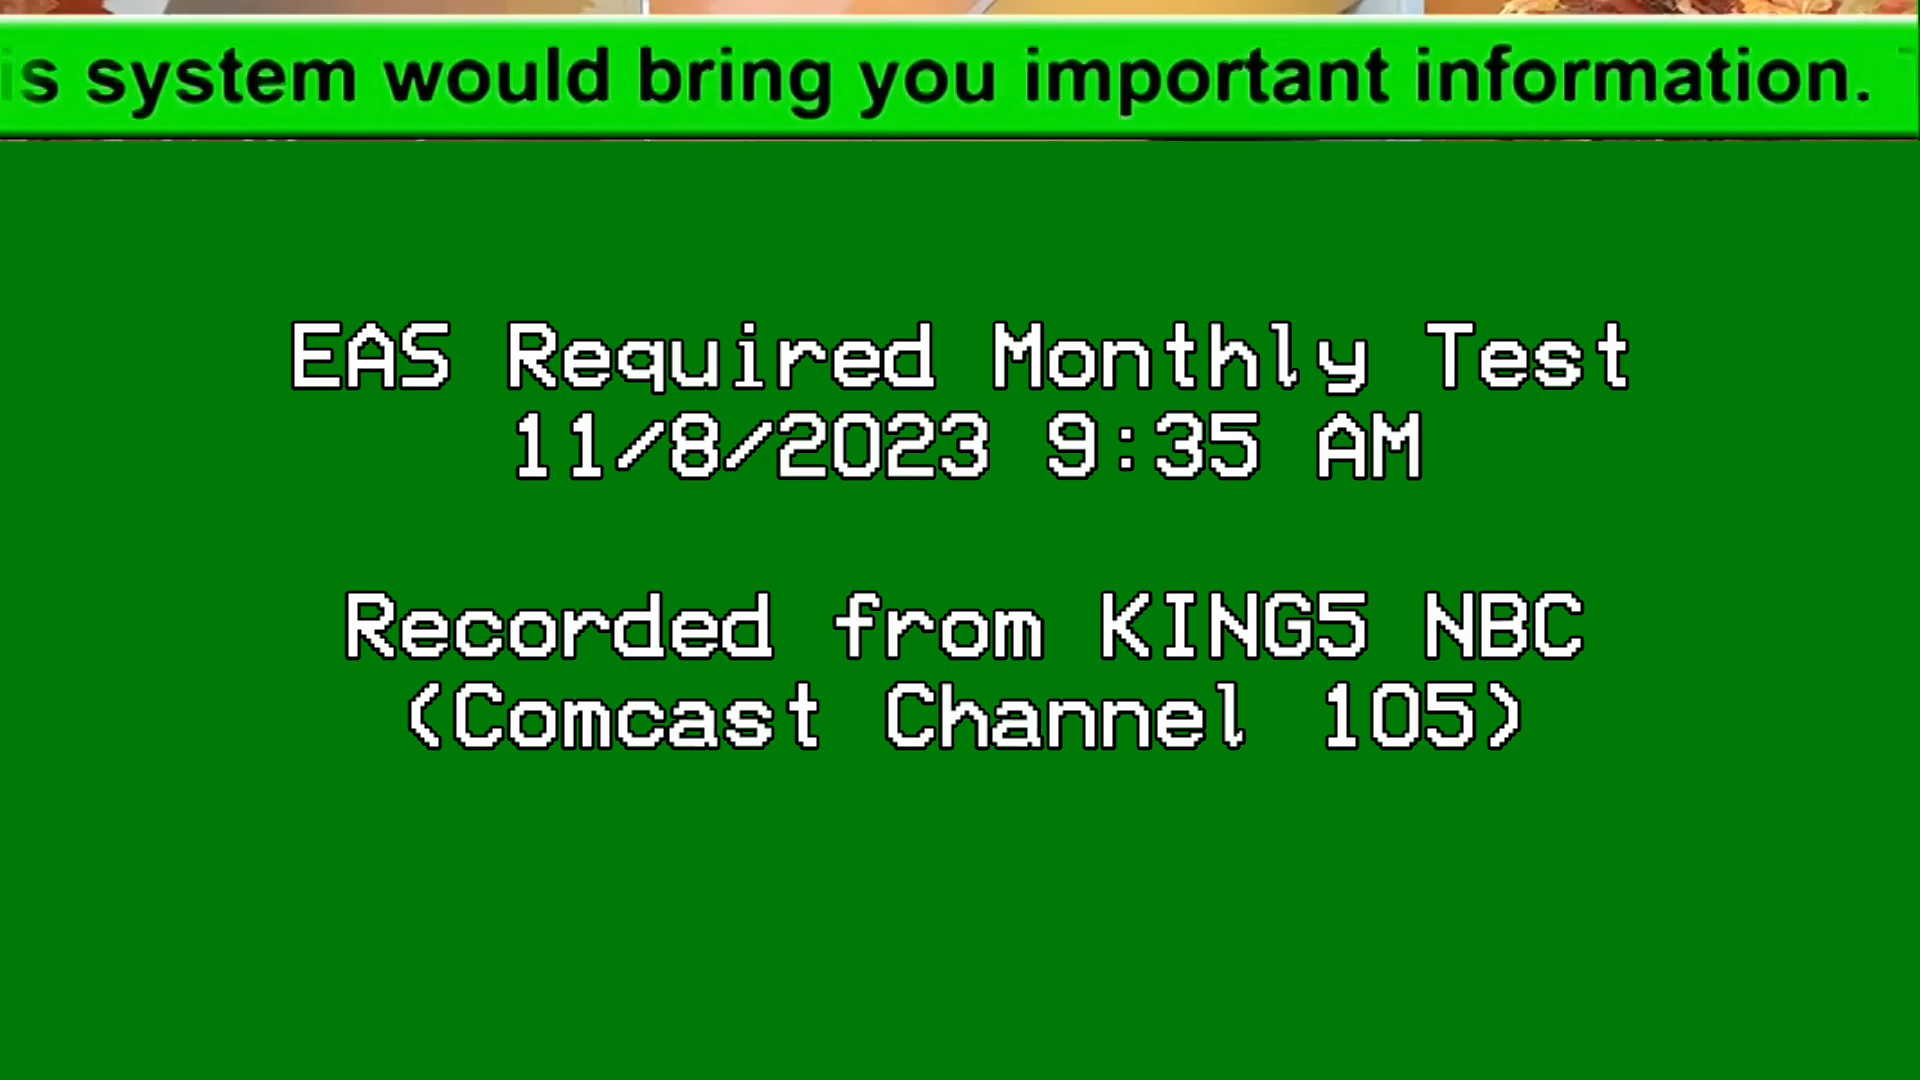 is system would bring you important information.
EAS Required Monthly Test
11/8/2023 9:35 AM
Recorded from KING5 NBC
(Comcast Channel 105)